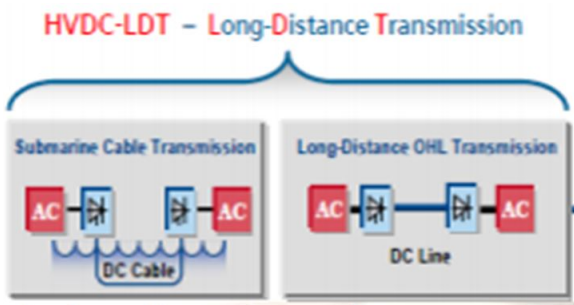 HVDC-LDT – Long-Distance Transmission
Submarine Cable Transmission
AC AC
DC Cable
Long-Distance OHL Transmission
AC AC
DC Line